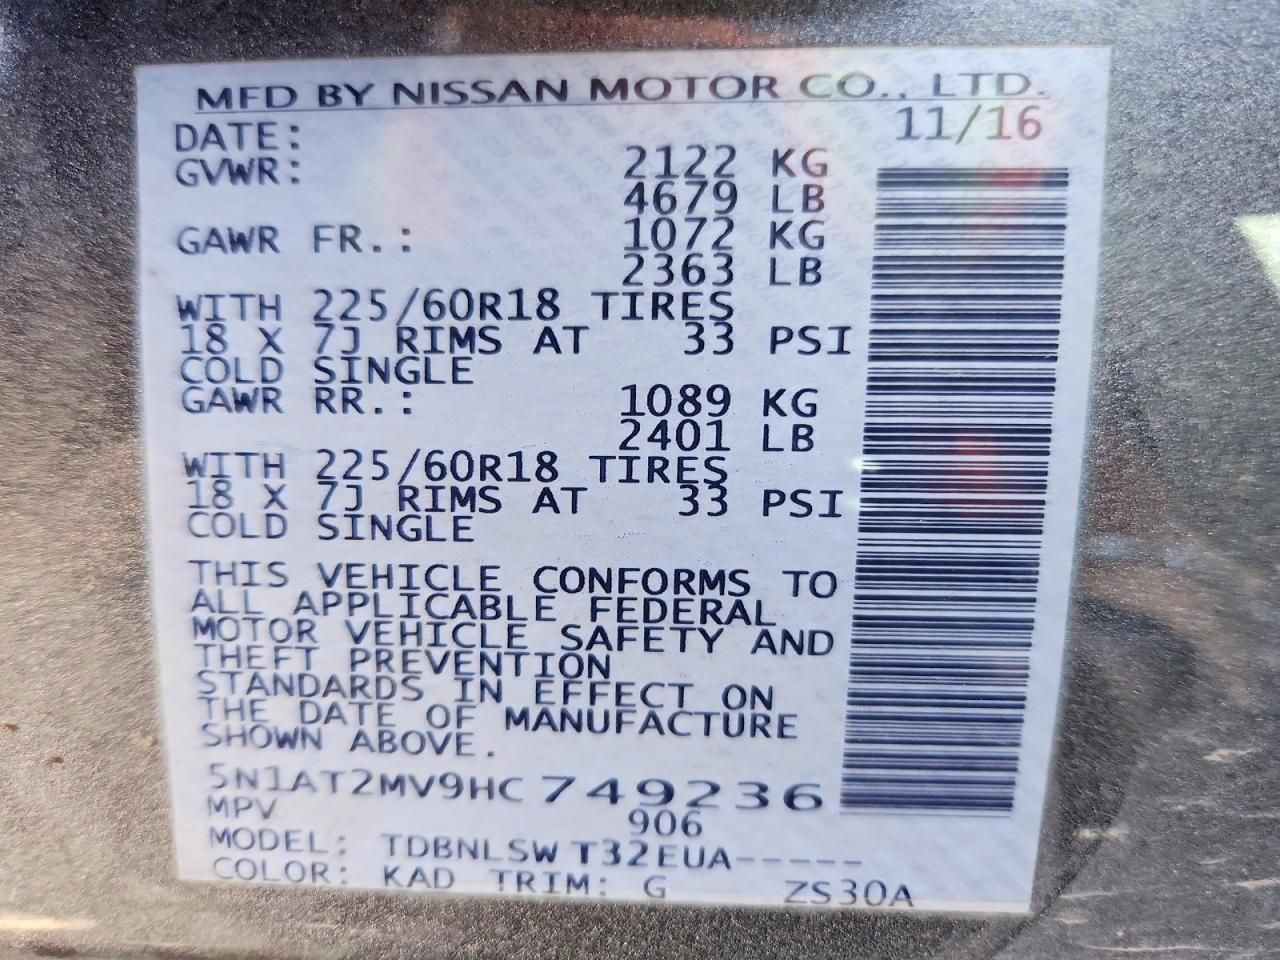 MFD BY NISSAN MOTOR CO., LTD.
DATE: 11/16
GVWR: 2122 KG
4679 LB
GAWR FR.: 1072 KG
2363 LB
WITH 225/60R18 TIRES
18 X 7J RIMS AT 33 PSI
COLD SINGLE
GAWR RR.: 1089 KG
2401 LB
WITH 225/60R18 TIRES
18 X 7J RIMS AT 33 PSI
COLD SINGLE
THIS VEHICLE CONFORMS TO
ALL APPLICABLE FEDERAL
MOTOR VEHICLE SAFETY AND
THEFT PREVENTION
STANDARDS IN EFFECT ON
THE DATE OF MANUFACTURE
SHOWN ABOVE.
5N1AT2MV9HC749236
MPV 906
MODEL: TDBNLSWT32EUA-----
COLOR: KAD TRIM: G ZS30A